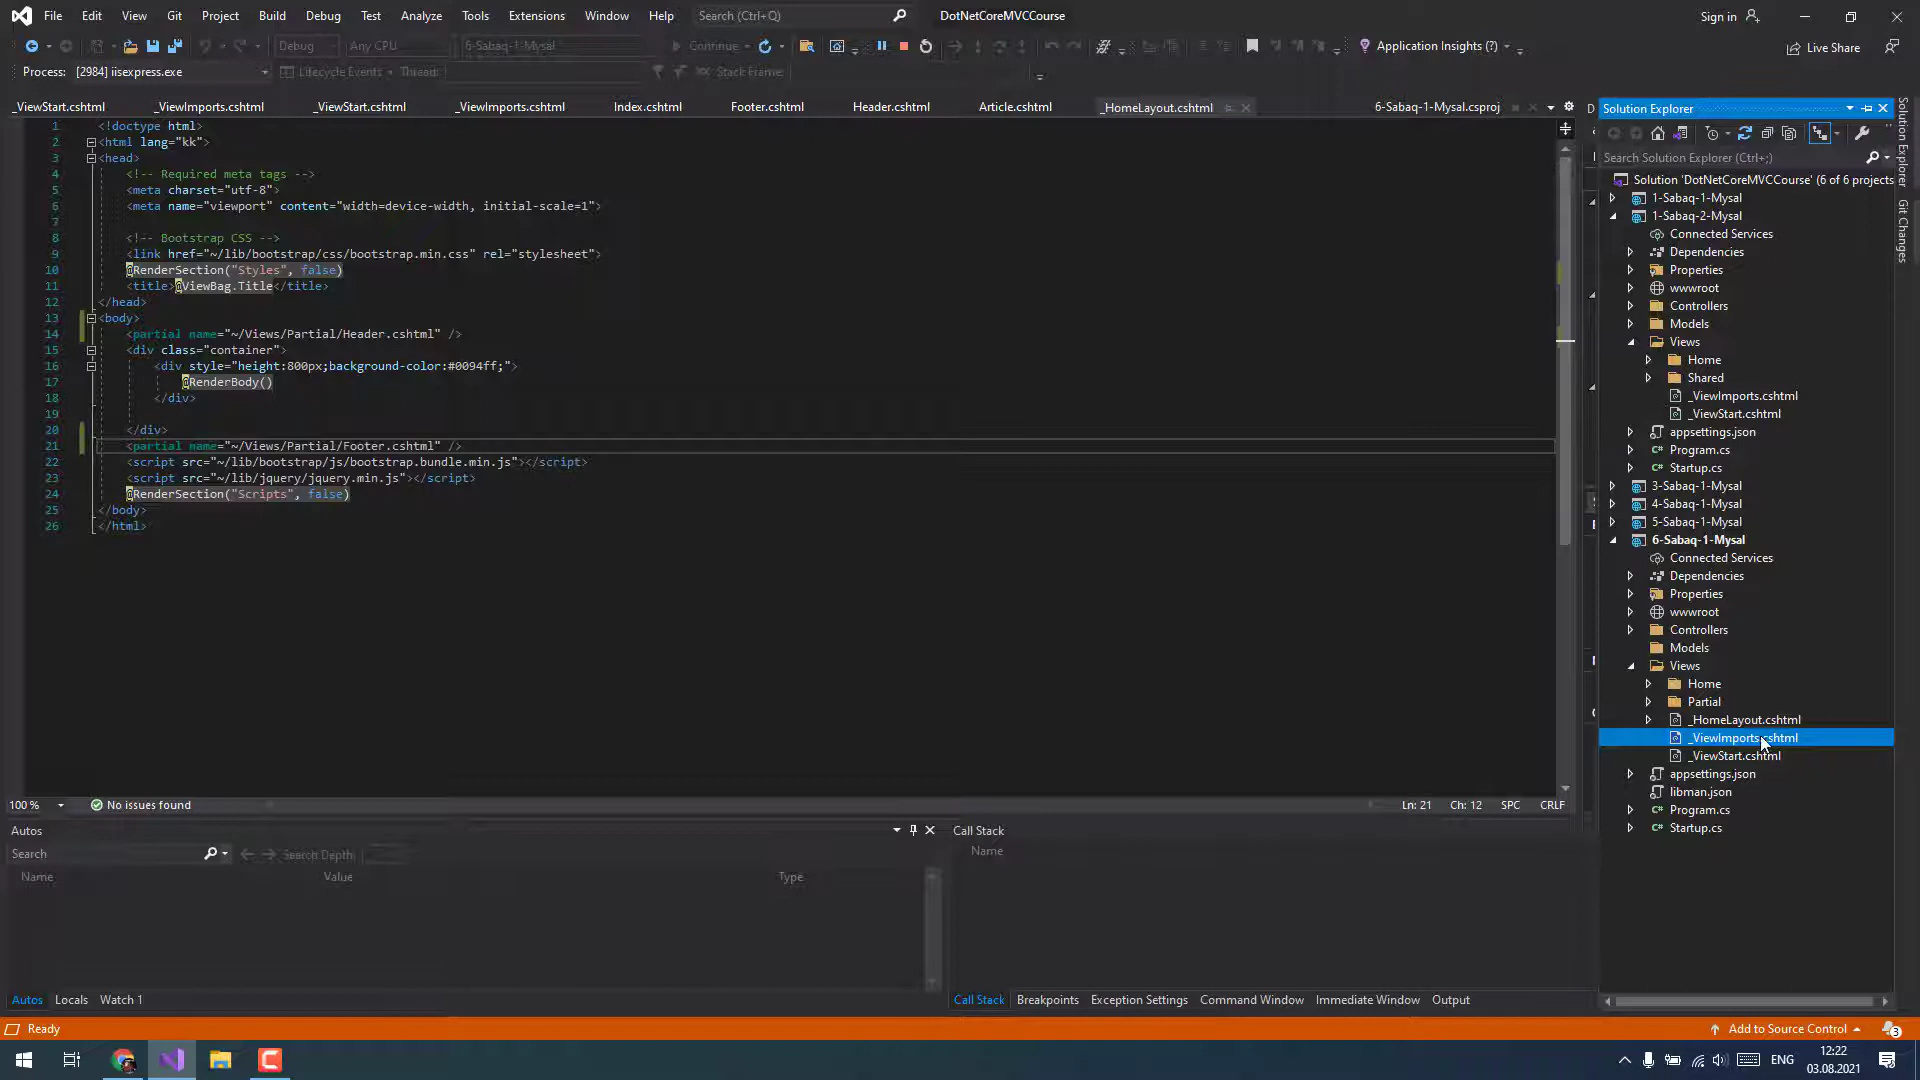 File Edit View Git Project Build Debug Test Analyze Tools Extensions Window Help Search (Ctrl+Q) DotNetCoreMVCCourse Sign in
Debug Any CPU 6-Sabaq-1-Mysal Continue Application Insights (?) Live Share
Process: [2984] iisexpress.exe Lifecycle Events Thread: Stack Frame:
_ViewStart.cshtml _ViewImports.cshtml _ViewStart.cshtml _ViewImports.cshtml Index.cshtml Footer.cshtml Header.cshtml Article.cshtml _HomeLayout.cshtml 6-Sabaq-1-Mysal.csproj
1 <!doctype html>
2 <html lang="kk">
3 <head>
4 <!-- Required meta tags -->
5 <meta charset="utf-8">
6 <meta name="viewport" content="width=device-width, initial-scale=1">
7
8 <!-- Bootstrap CSS -->
9 <link href="~/lib/bootstrap/css/bootstrap.min.css" rel="stylesheet">
10 @RenderSection("Styles", false)
11 <title>@ViewBag.Title</title>
12 </head>
13 <body>
14 <partial name="~/Views/Partial/Header.cshtml" />
15 <div class="container">
16 <div style="height:800px;background-color:#0094ff;">
17 @RenderBody()
18 </div>
19
20 </div>
21 <partial name="~/Views/Partial/Footer.cshtml" />
22 <script src="~/lib/bootstrap/js/bootstrap.bundle.min.js"></script>
23 <script src="~/lib/jquery/jquery.min.js"></script>
24 @RenderSection("Scripts", false)
25 </body>
26 </html>
100 % No issues found Ln: 21 Ch: 12 SPC CRLF
Autos
Search Search Depth:
Name Value Type
Autos Locals Watch 1
Call Stack
Name
Call Stack Breakpoints Exception Settings Command Window Immediate Window Output
Solution Explorer
Search Solution Explorer (Ctrl+;)
Solution 'DotNetCoreMVCCourse' (6 of 6 projects
1-Sabaq-1-Mysal
1-Sabaq-2-Mysal
Connected Services
Dependencies
Properties
wwwroot
Controllers
Models
Views
Home
Shared
_ViewImports.cshtml
_ViewStart.cshtml
appsettings.json
Program.cs
Startup.cs
3-Sabaq-1-Mysal
4-Sabaq-1-Mysal
5-Sabaq-1-Mysal
6-Sabaq-1-Mysal
Connected Services
Dependencies
Properties
wwwroot
Controllers
Models
Views
Home
Partial
_HomeLayout.cshtml
_ViewImports.cshtml
_ViewStart.cshtml
appsettings.json
libman.json
Program.cs
Startup.cs
Solution Explorer
Git Changes
Ready Add to Source Control 3
ENG 12:22
03.08.2021